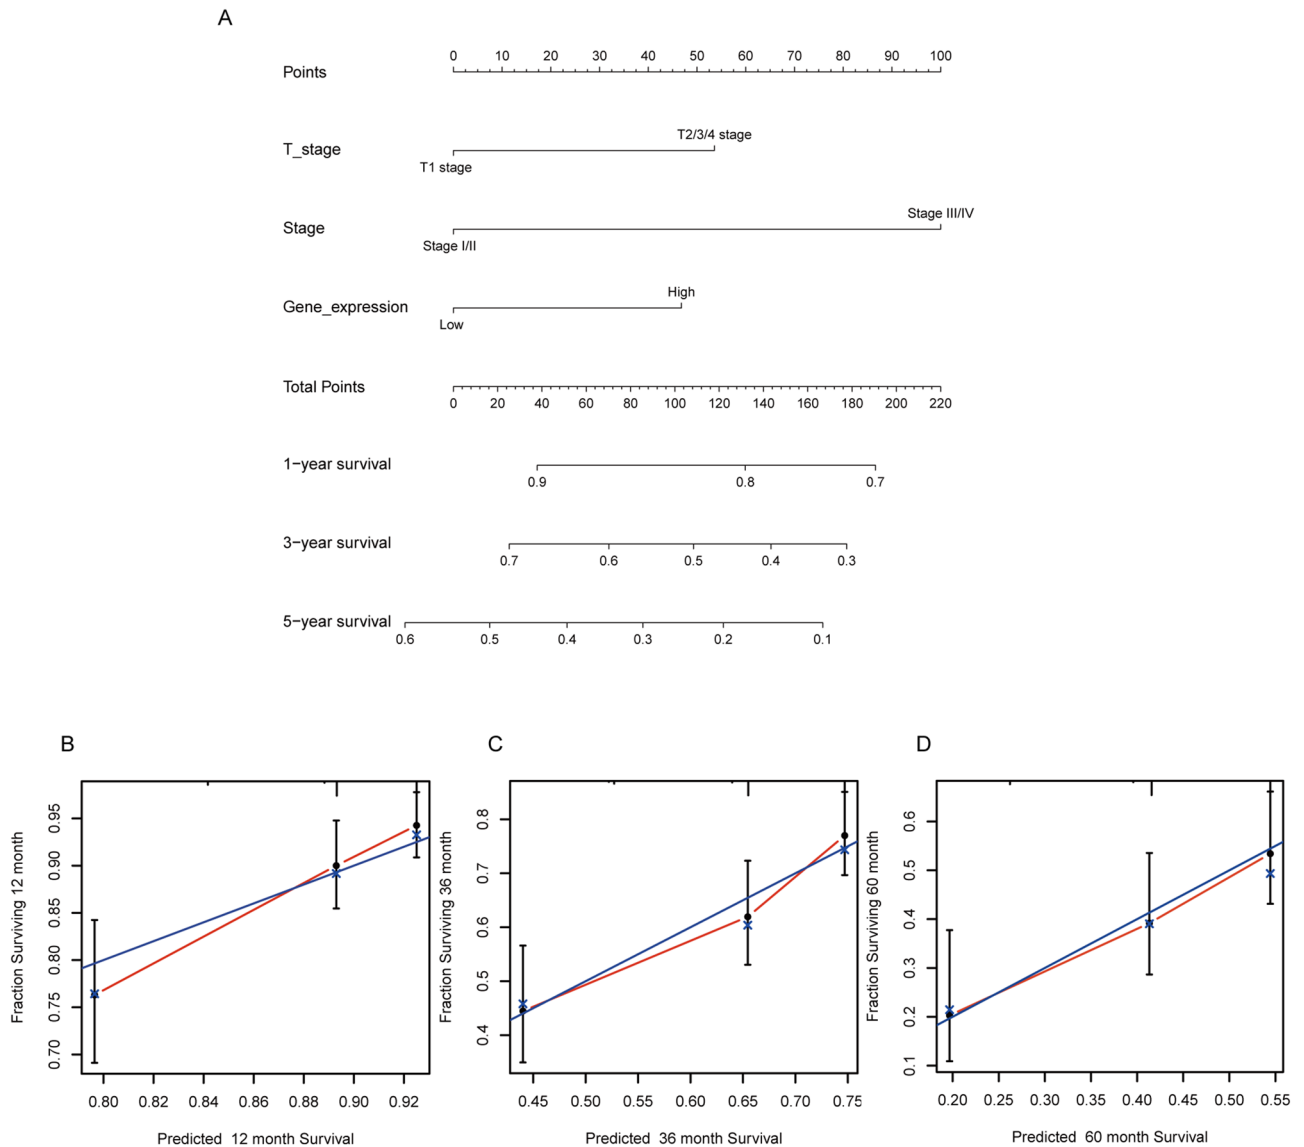 A
0 10 20 30 40 50 60 70 80 90 100
Points
T2/3/4 stage
T_stage
T1 stage
Stage III/IV
Stage
Stage I/II
High
Gene_expression
Low
Total Points
0 20 40 60 80 100 120 140 160 180 200 220
1−year survival
0.9 0.8 0.7
3−year survival
0.7 0.6 0.5 0.4 0.3
5−year survival
0.6 0.5 0.4 0.3 0.2 0.1
B
Fraction Surviving 12 month
0.95
0.90
0.85
0.80
0.75
0.70
0.80 0.82 0.84 0.86 0.88 0.90 0.92
Predicted 12 month Survival
C
Fraction Surviving 36 month
0.8
0.7
0.6
0.5
0.4
0.45 0.55 0.65 0.75
Predicted 36 month Survival
D
Fraction Surviving 60 month
0.6
0.5
0.4
0.3
0.2
0.1
0.20 0.25 0.30 0.35 0.40 0.45 0.50 0.55
Predicted 60 month Survival